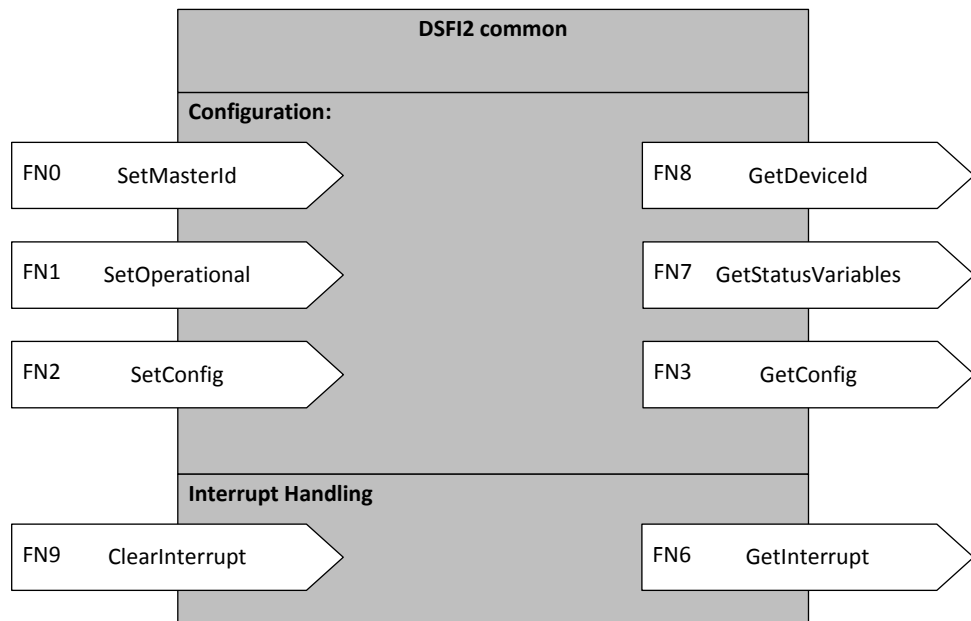 DSFI2 common
Configuration:
FN0 SetMasterId
FN8 GetDeviceId
FN1 SetOperational
FN7 GetStatusVariables
FN2 SetConfig
FN3 GetConfig
Interrupt Handling
FN9 ClearInterrupt
FN6 GetInterrupt